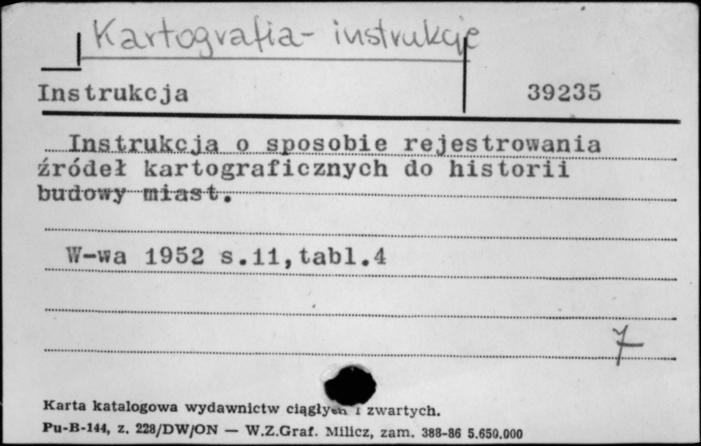 Kartografia - instrukcje
Instrukcja 39235
Instrukcja o sposobie rejestrowania
źródeł kartograficznych do historii
budowy miast.
W-wa 1952 s.11,tabl.4
7
Karta katalogowa wydawnictw ciągłych i zwartych.
Pu-B-144, z. 228/DW/ON — W.Z.Graf. Milicz, zam. 388-86 5.650.000